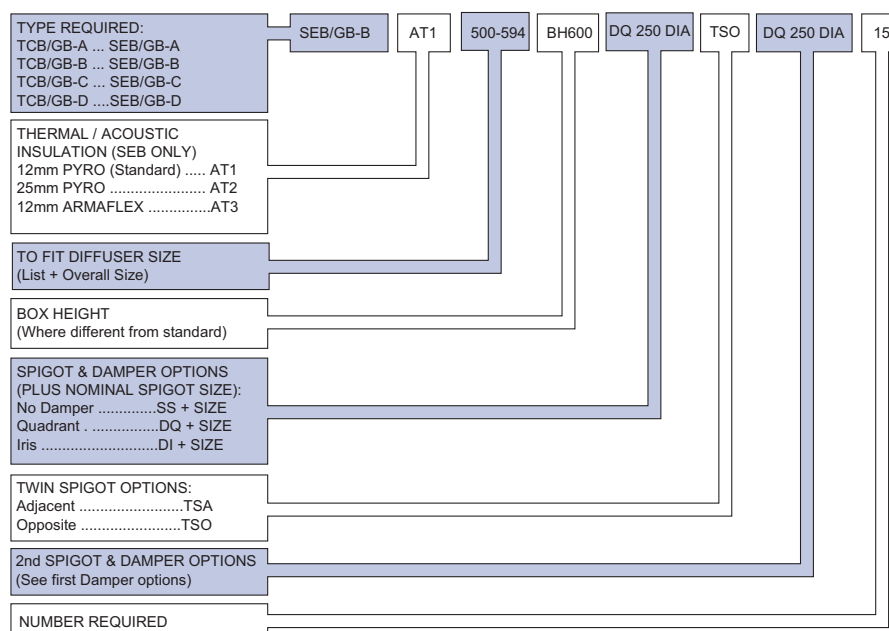 TYPE REQUIRED:
TCB/GB-A ... SEB/GB-A
TCB/GB-B ... SEB/GB-B
TCB/GB-C ... SEB/GB-C
TCB/GB-D ....SEB/GB-D
SEB/GB-B
AT1
500-594
BH600
DQ 250 DIA
TSO
DQ 250 DIA
15
THERMAL / ACOUSTIC
INSULATION (SEB ONLY)
12mm PYRO (Standard) ..... AT1
25mm PYRO ...................... AT2
12mm ARMAFLEX ...............AT3
TO FIT DIFFUSER SIZE
(List + Overall Size)
BOX HEIGHT
(Where different from standard)
SPIGOT & DAMPER OPTIONS
(PLUS NOMINAL SPIGOT SIZE):
No Damper ..............SS + SIZE
Quadrant . ................DQ + SIZE
Iris ............................DI + SIZE
TWIN SPIGOT OPTIONS:
Adjacent .........................TSA
Opposite ........................TSO
2nd SPIGOT & DAMPER OPTIONS
(See first Damper options)
NUMBER REQUIRED